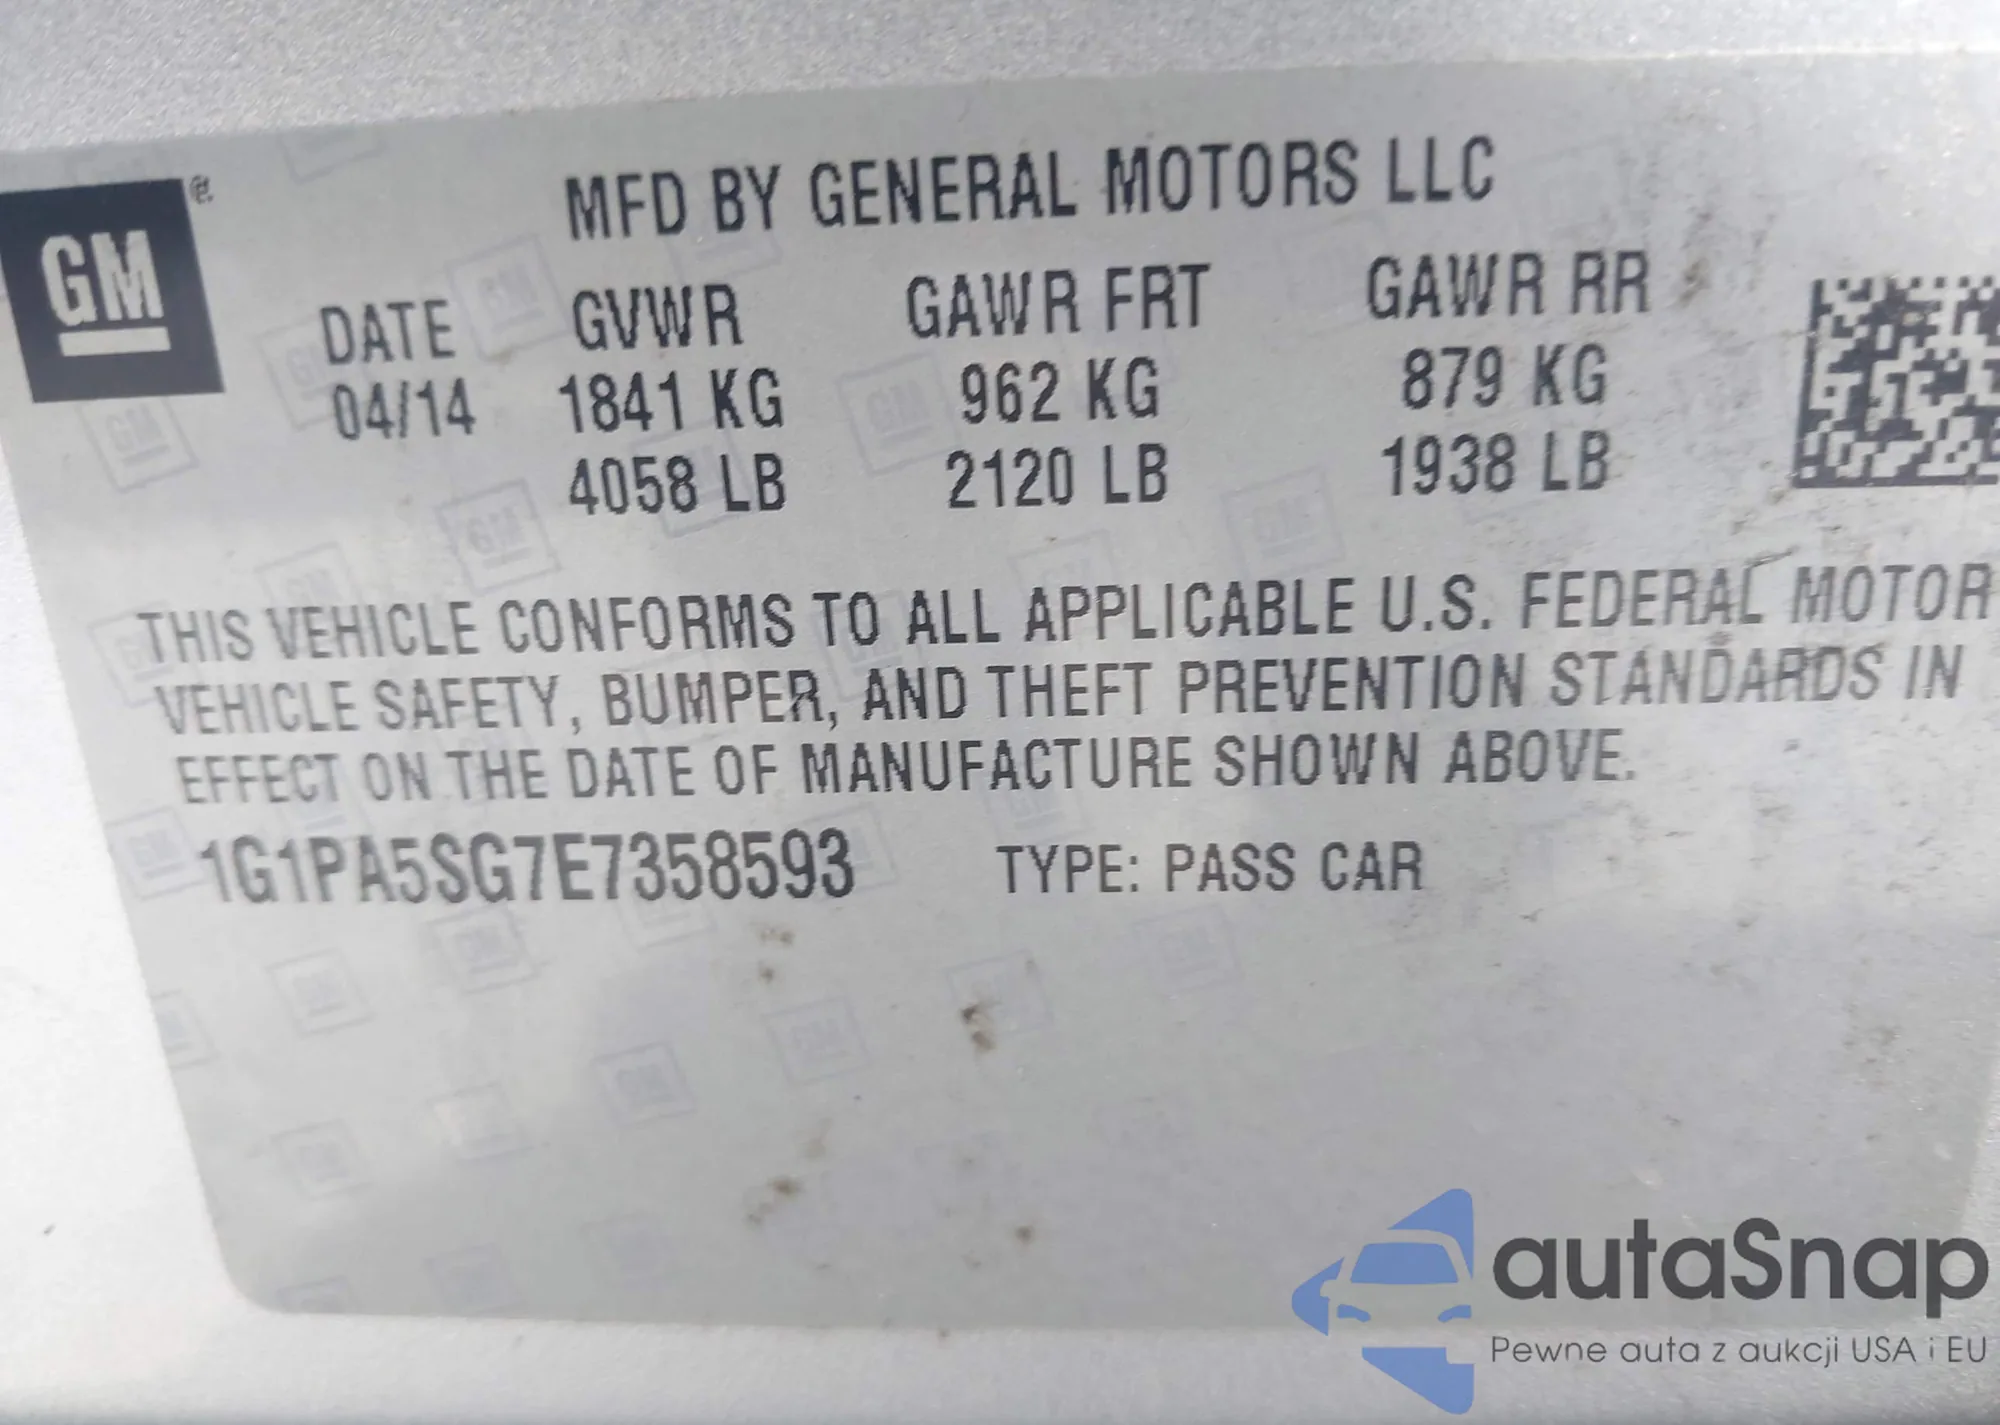 GM
MFD BY GENERAL MOTORS LLC
DATE GVWR GAWR FRT GAWR RR
04/14 1841 KG 962 KG 879 KG
4058 LB 2120 LB 1938 LB
THIS VEHICLE CONFORMS TO ALL APPLICABLE U.S. FEDERAL MOTOR
VEHICLE SAFETY, BUMPER, AND THEFT PREVENTION STANDARDS IN
EFFECT ON THE DATE OF MANUFACTURE SHOWN ABOVE.
1G1PA5SG7E7358593 TYPE: PASS CAR
autaSnap
Pewne auta z aukcji USA i EU